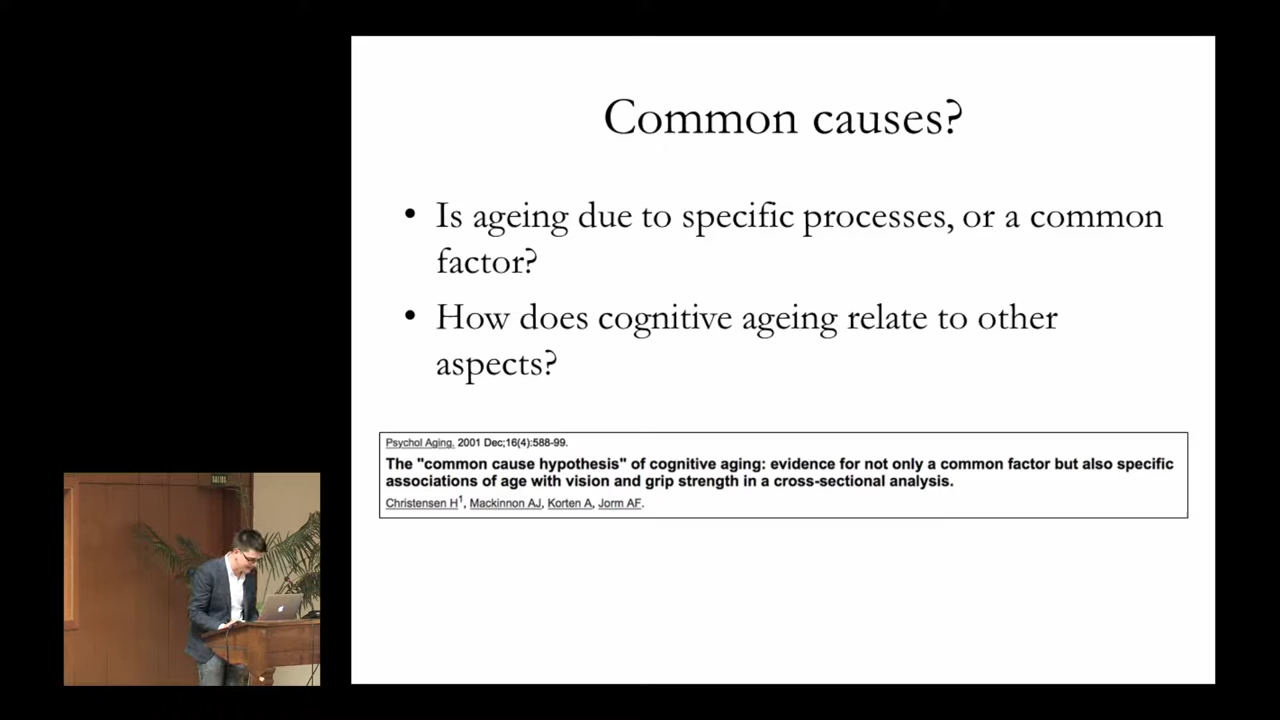 Common causes?
• Is ageing due to specific processes, or a common
factor?
• How does cognitive ageing relate to other
aspects?
Psychol Aging. 2001 Dec;16(4):588-99.
The "common cause hypothesis" of cognitive aging: evidence for not only a common factor but also specific
associations of age with vision and grip strength in a cross-sectional analysis.
Christensen H1, Mackinnon AJ, Korten A, Jorm AF.